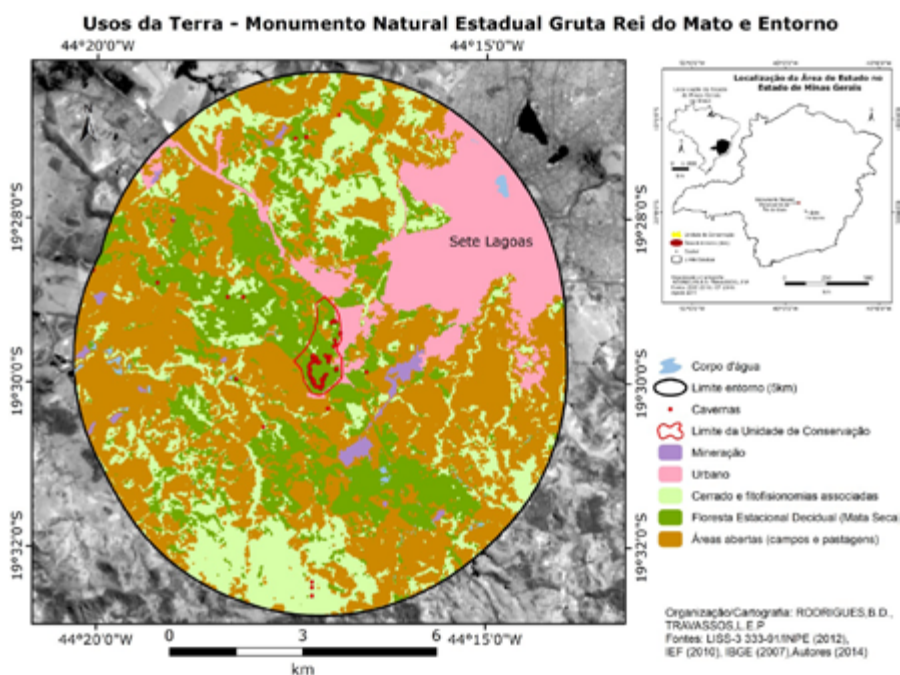 Usos da Terra - Monumento Natural Estadual Gruta Rei do Mato e Entorno
44°20'0"W 44°15'0"W
Localização da Área de Estudo no
Estado de Minas Gerais
N
19°28'0"S 19°28'0"S
Sete Lagoas
19°30'0"S 19°30'0"S
19°32'0"S 19°32'0"S
Corpo d'água
Limite entorno (5km)
Cavernas
Limite da Unidade de Conservação
Mineração
Urbano
Cerrado e fitofisionomias associadas
Floresta Estacional Decidual (Mata Seca)
Áreas abertas (campos e pastagens)
44°20'0"W 44°15'0"W
0 3 6
km
Organização/Cartografia: RODRIGUES,B.D.,
TRAVASSOS,L.E.P
Fontes: LISS-3 333-91/INPE (2012),
IEF (2010), IBGE (2007),Autores (2014)